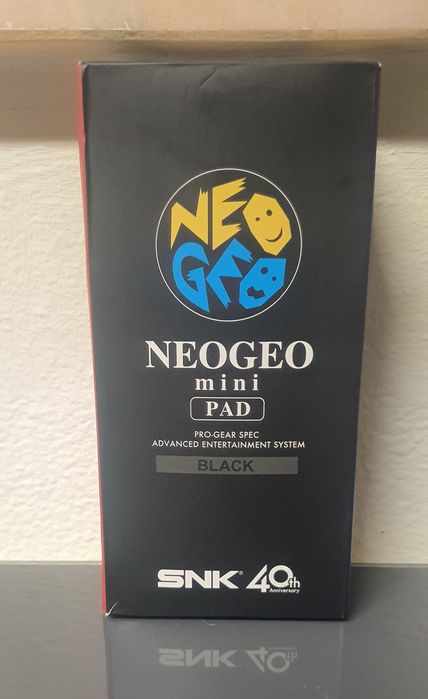 NEO
GEO
NEOGEO
mini
PAD
PRO-GEAR SPEC
ADVANCED ENTERTAINMENT SYSTEM
BLACK
SNK® 40th
Anniversary